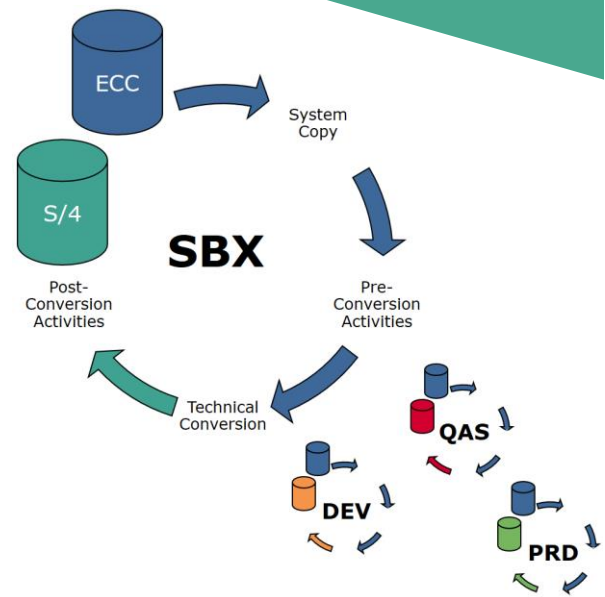 ECC
System
Copy
S/4
SBX
Post-
Conversion
Activities
Pre-
Conversion
Activities
Technical
Conversion
QAS
DEV
PRD